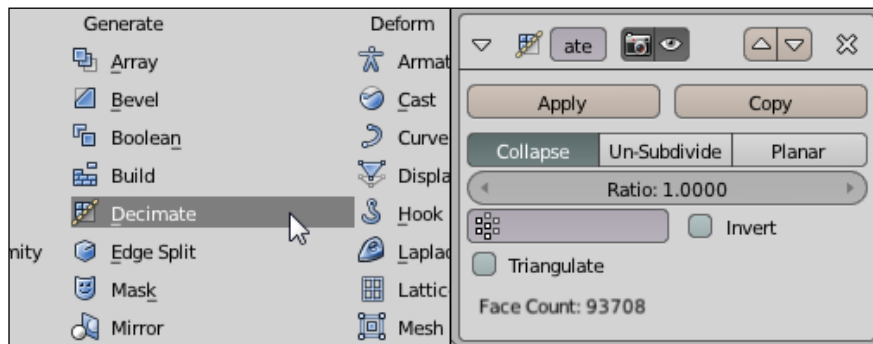 Generate
Array
Bevel
Boolean
Build
Decimate
Edge Split
Mask
Mirror
mity
Deform
Armat
Cast
Curve
Displa
Hook
Laplac
Lattic
Mesh
ate
Apply Copy
Collapse Un-Subdivide Planar
Ratio: 1.0000
Invert
Triangulate
Face Count: 93708